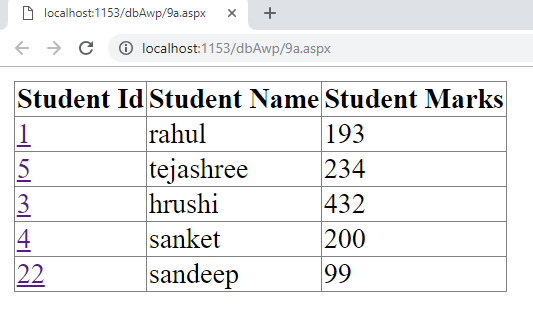 localhost:1153/dbAwp/9a.aspx
localhost:1153/dbAwp/9a.aspx
Student Id Student Name Student Marks
1 rahul 193
5 tejashree 234
3 hrushi 432
4 sanket 200
22 sandeep 99